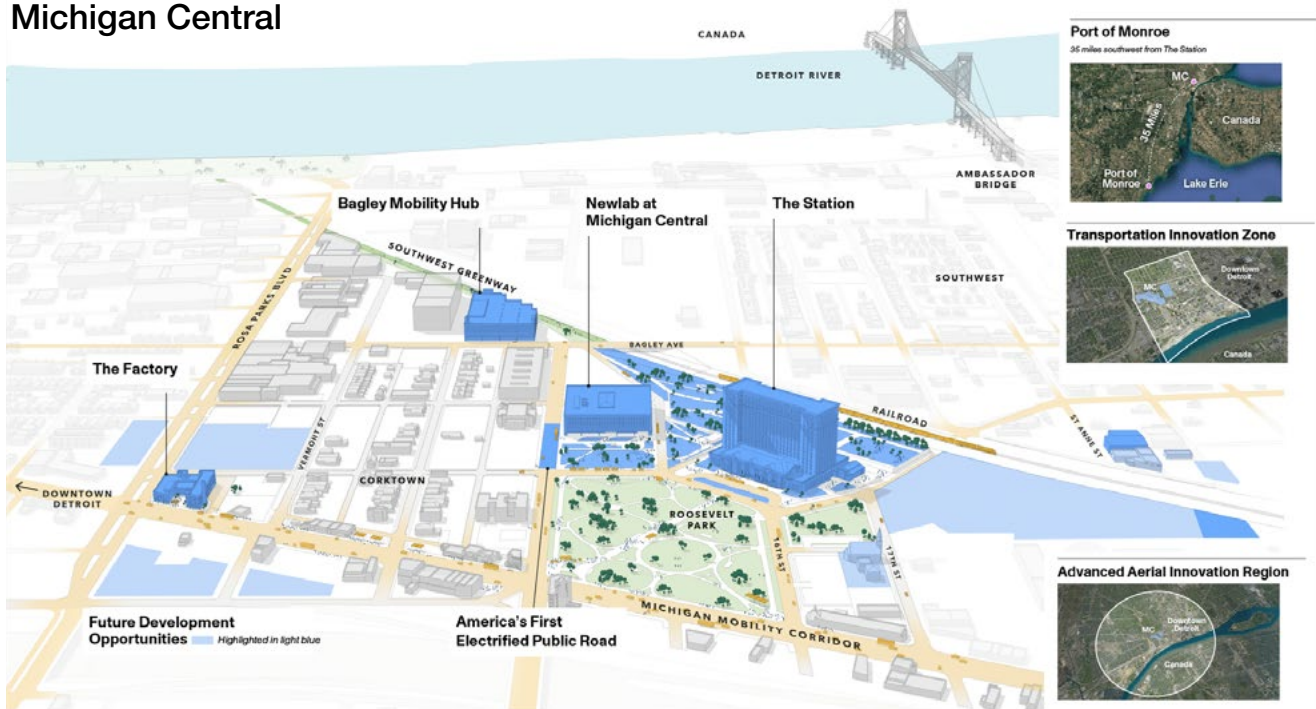 Michigan Central
CANADA
DETROIT RIVER
AMBASSADOR
BRIDGE
Bagley Mobility Hub
Newlab at
Michigan Central
The Station
SOUTHWEST GREENWAY
SOUTHWEST
ROSA PARKS BLVD
BAGLEY AVE
The Factory
RAILROAD
ST ANNE ST
VERMONT ST
CORKTOWN
DOWNTOWN
DETROIT
ROOSEVELT
PARK
16TH ST
17TH ST
MICHIGAN MOBILITY CORRIDOR
Future Development
Opportunities
Highlighted in light blue
America's First
Electrified Public Road
Port of Monroe
35 miles southwest from The Station
MC
35 Miles
Canada
Port of
Monroe
Lake Erie
Transportation Innovation Zone
Downtown
Detroit
MC
Canada
Advanced Aerial Innovation Region
MC
Downtown
Detroit
Canada